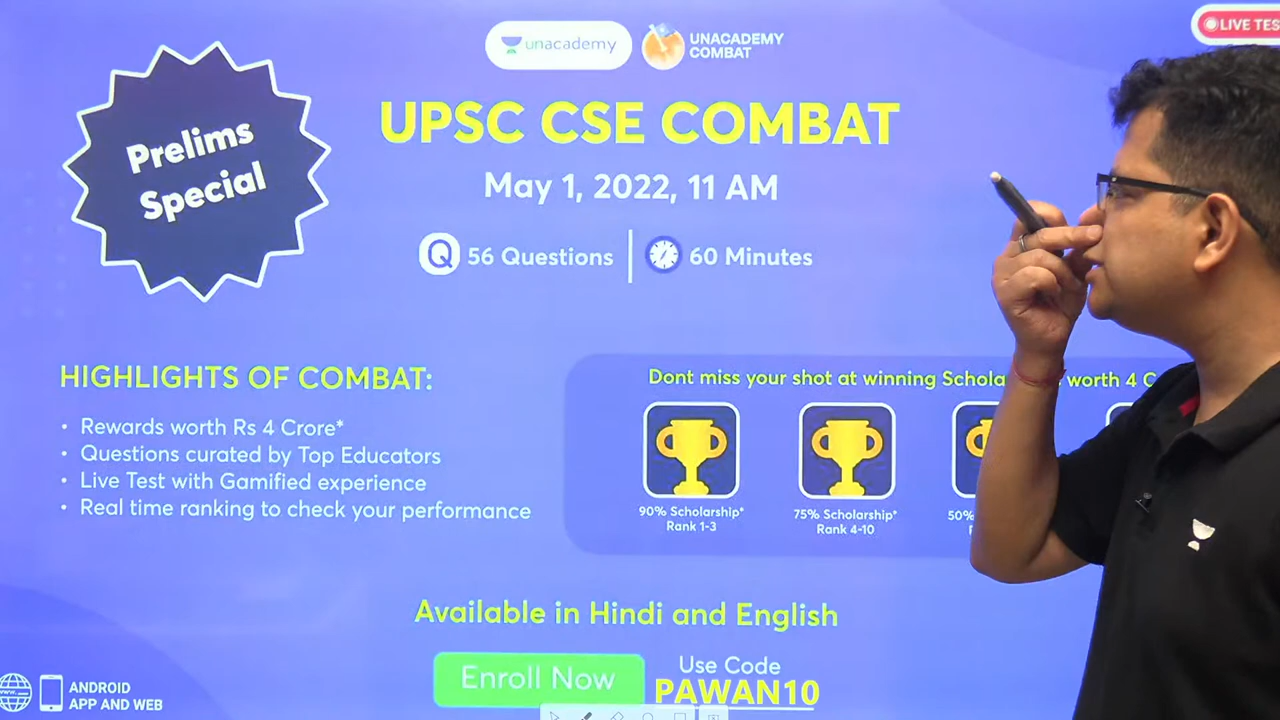 unacademy
UNACADEMY
COMBAT
LIVE TES
Prelims
Special
UPSC CSE COMBAT
May 1, 2022, 11 AM
Q 56 Questions
60 Minutes
HIGHLIGHTS OF COMBAT:
• Rewards worth Rs 4 Crore*
• Questions curated by Top Educators
• Live Test with Gamified experience
• Real time ranking to check your performance
Dont miss your shot at winning Schola worth 4 C
90% Scholarship*
Rank 1-3
75% Scholarship*
Rank 4-10
50%
Available in Hindi and English
Enroll Now
Use Code
PAWAN10
ANDROID
APP AND WEB